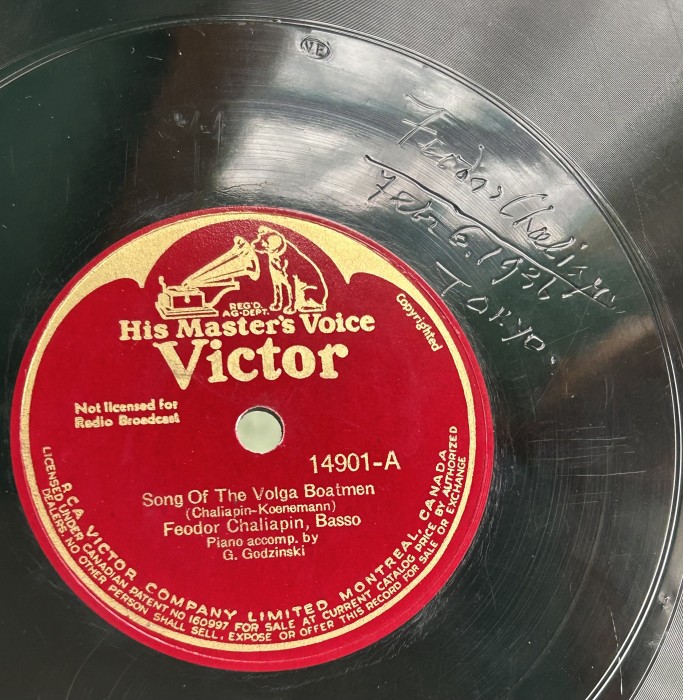 VE
Feodor Chaliapin
Feb 6. 1936
Tokyo.
REG'D.
AG-DEPT.
His Master's Voice
Victor
Copyrighted
Not licensed for
Radio Broadcast
14901-A
Song Of The Volga Boatmen
(Chaliapin-Koenemann)
Feodor Chaliapin, Basso
Piano accomp. by
G. Godzinski
RCA VICTOR COMPANY LIMITED MONTREAL, CANADA
LICENSED UNDER CANADIAN PATENT NO 160997 FOR SALE AT CURRENT CATALOG PRICE BY AUTHORIZED
DEALERS. NO OTHER PERSON SHALL SELL, EXPOSE OR OFFER THIS RECORD FOR SALE OR EXCHANGE